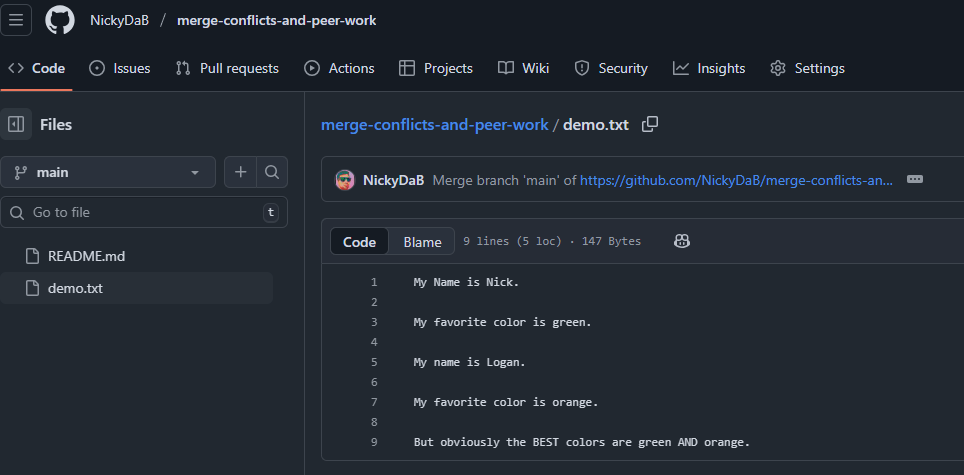 NickyDaB / merge-conflicts-and-peer-work
Code Issues Pull requests Actions Projects Wiki Security Insights Settings
Files
main
Go to file t
README.md
demo.txt
merge-conflicts-and-peer-work / demo.txt
NickyDaB Merge branch 'main' of https://github.com/NickyDaB/merge-conflicts-an...
Code Blame 9 lines (5 loc) · 147 Bytes
1 My Name is Nick.
2
3 My favorite color is green.
4
5 My name is Logan.
6
7 My favorite color is orange.
8
9 But obviously the BEST colors are green AND orange.